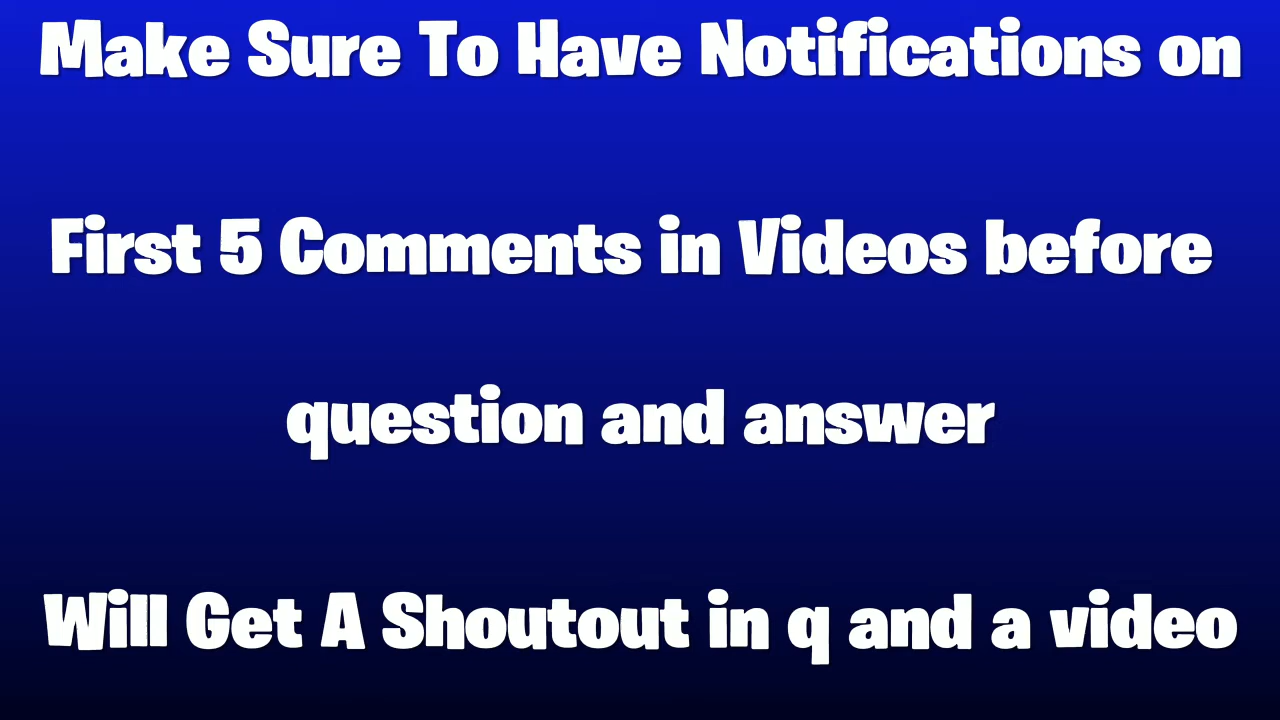 Make Sure To Have Notifications on
First 5 Comments in Videos before
question and answer
Will Get A Shoutout in q and a video